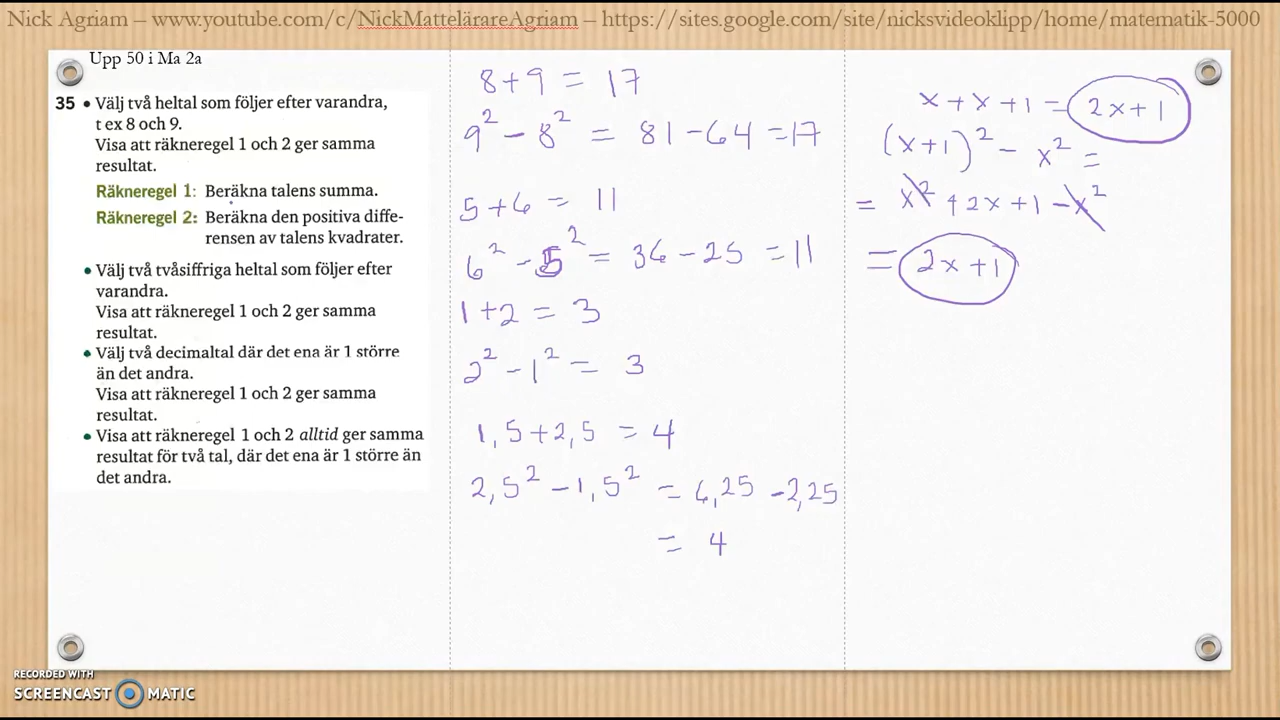 Nick Agriam – www.youtube.com/c/NickMattelärareAgriam – https://sites.google.com/site/nicksvideoklipp/home/matematik-5000
Upp 50 i Ma 2a
35 • Välj två heltal som följer efter varandra,
t ex 8 och 9.
Visa att räkneregel 1 och 2 ger samma
resultat.
Räkneregel 1: Beräkna talens summa.
Räkneregel 2: Beräkna den positiva diffe-
rensen av talens kvadrater.
• Välj två tvåsiffriga heltal som följer efter
varandra.
Visa att räkneregel 1 och 2 ger samma
resultat.
• Välj två decimaltal där det ena är 1 större
än det andra.
Visa att räkneregel 1 och 2 ger samma
resultat.
• Visa att räkneregel 1 och 2 alltid ger samma
resultat för två tal, där det ena är 1 större än
det andra.
8+9 = 17
9² - 8² = 81 - 64 = 17
5+6 = 11
6² - 5² = 36 - 25 = 11
1+2 = 3
2² - 1² = 3
1,5+2,5 = 4
2,5² - 1,5² = 6,25 - 2,25
= 4
x + x + 1 = 2x+1
(x+1)² - x² =
= x² + 2x + 1 - x²
= 2x+1
RECORDED WITH
SCREENCAST MATIC